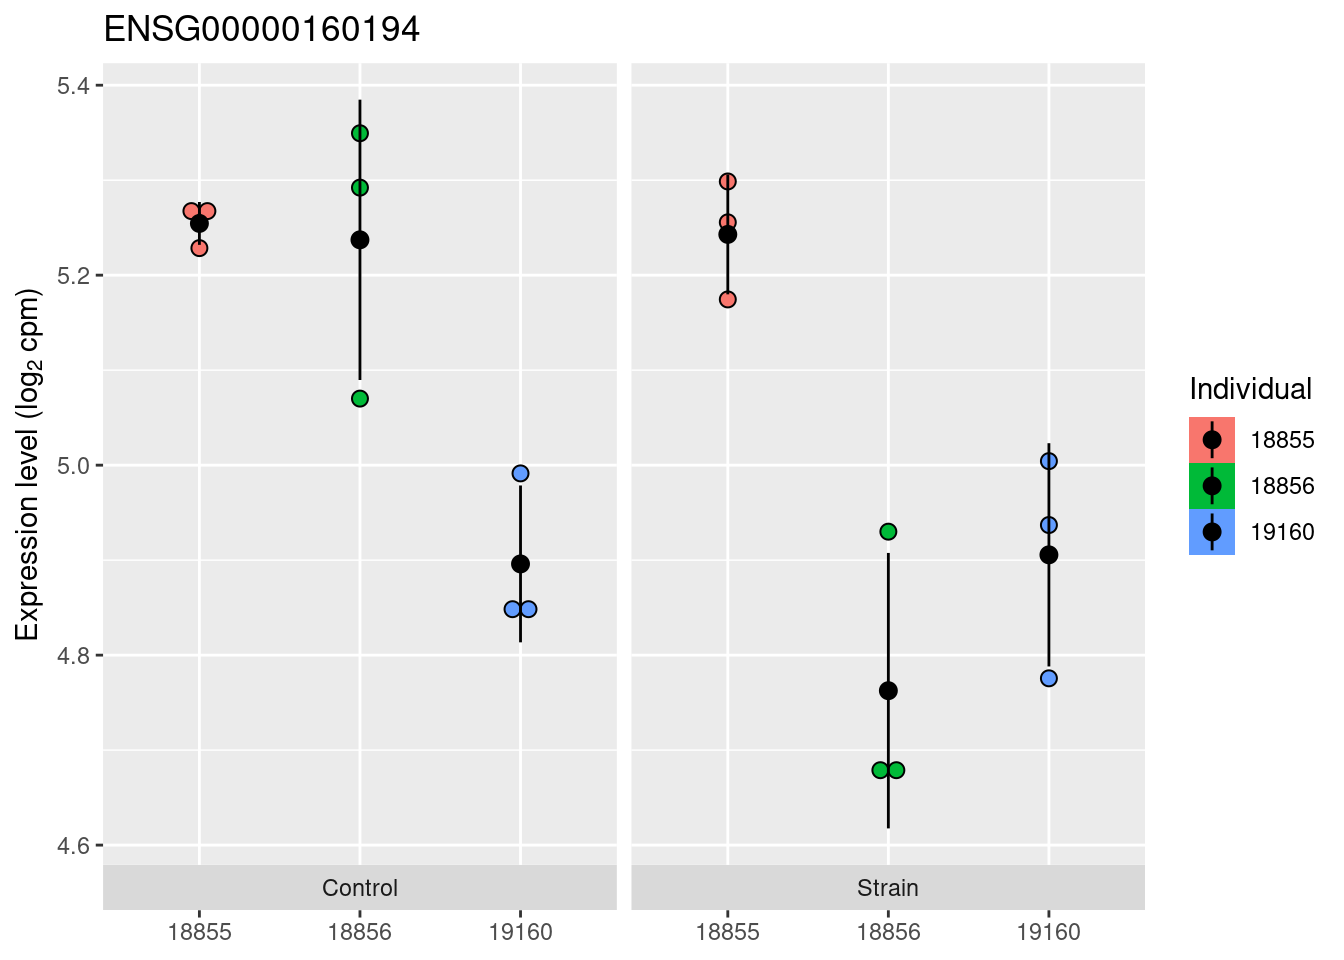 ENSG00000160194
Expression level (log₂ cpm)
5.4
5.2
5.0
4.8
4.6
Control
Strain
18855 18856 19160
18855 18856 19160
Individual
18855
18856
19160